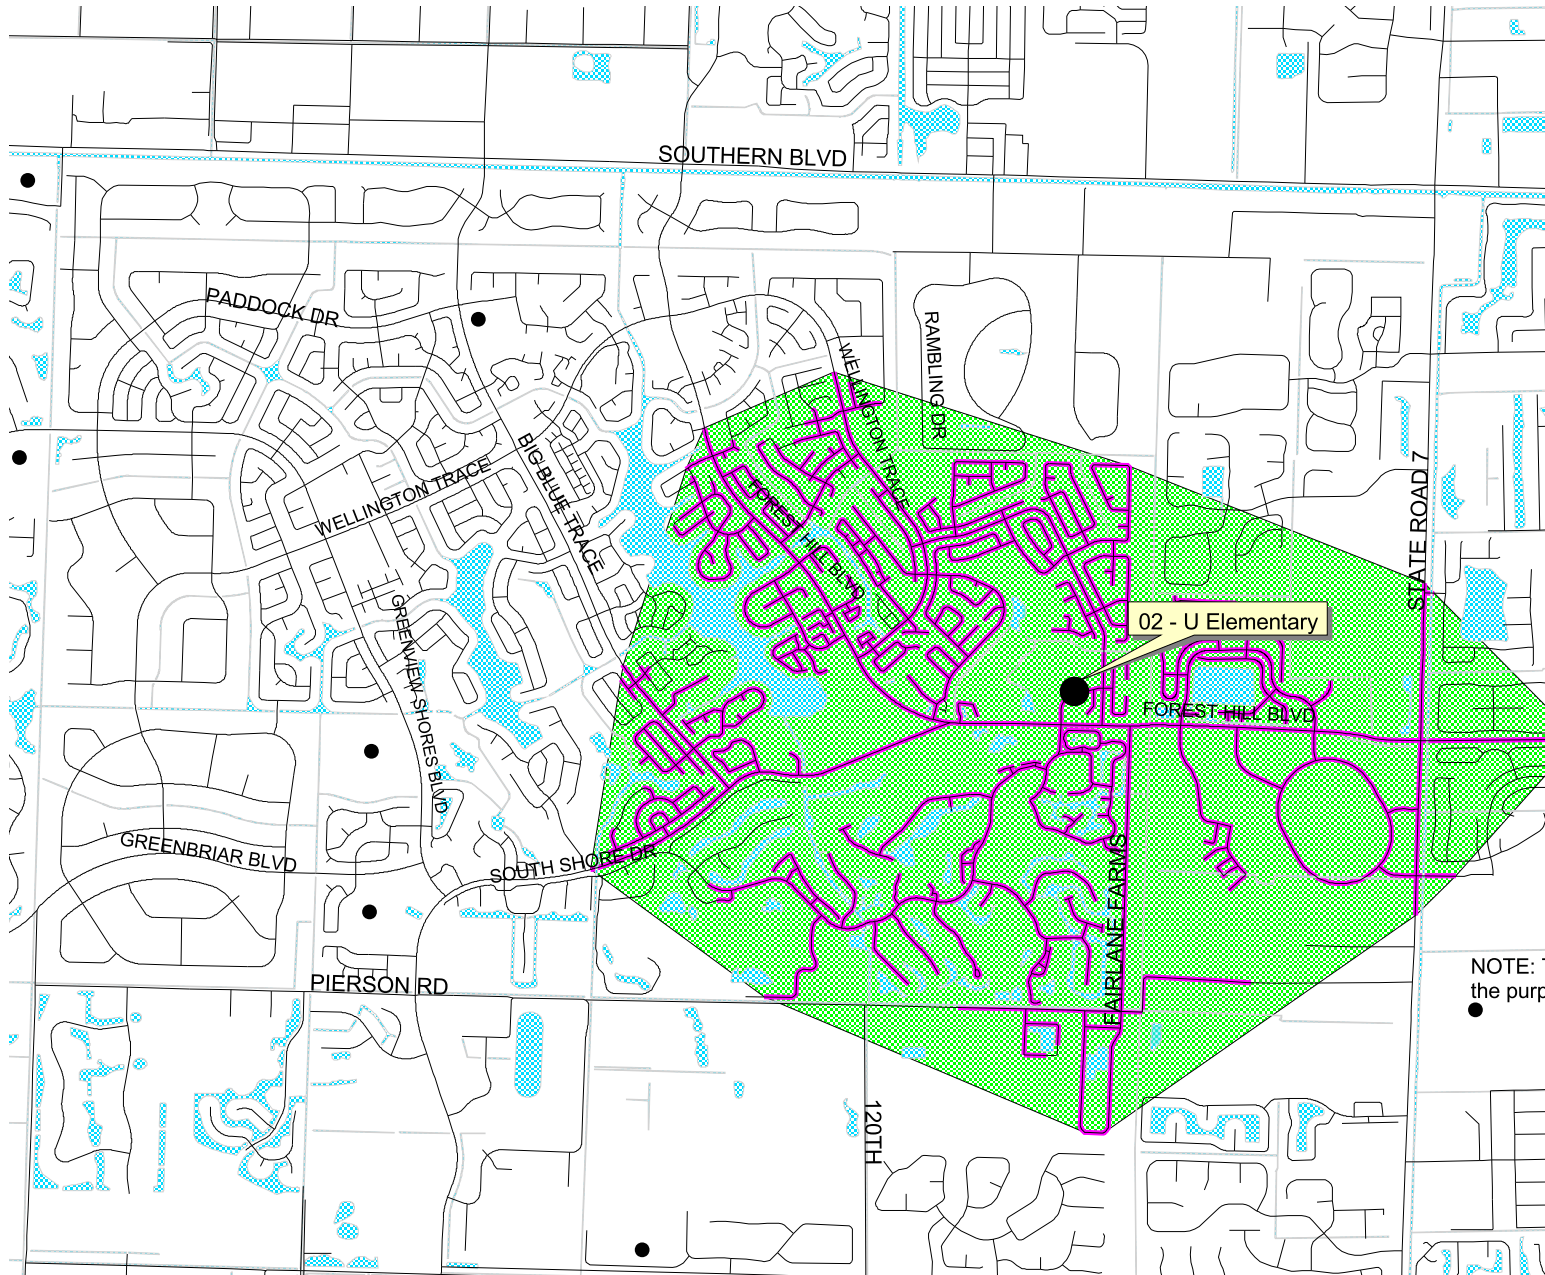 SOUTHERN BLVD
PADDOCK DR
RAMBLING DR
WELLINGTON TRACE
BIG BLUE TRACE
WELLINGTON TRACE
FOREST HILL BLVD
STATE ROAD 7
GREENVIEW SHORES BLVD
02 - U Elementary
FOREST HILL BLVD
GREENBRIAR BLVD
SOUTH SHORE DR
FAIRLANE FARMS
PIERSON RD
NOTE:
the purp
120TH